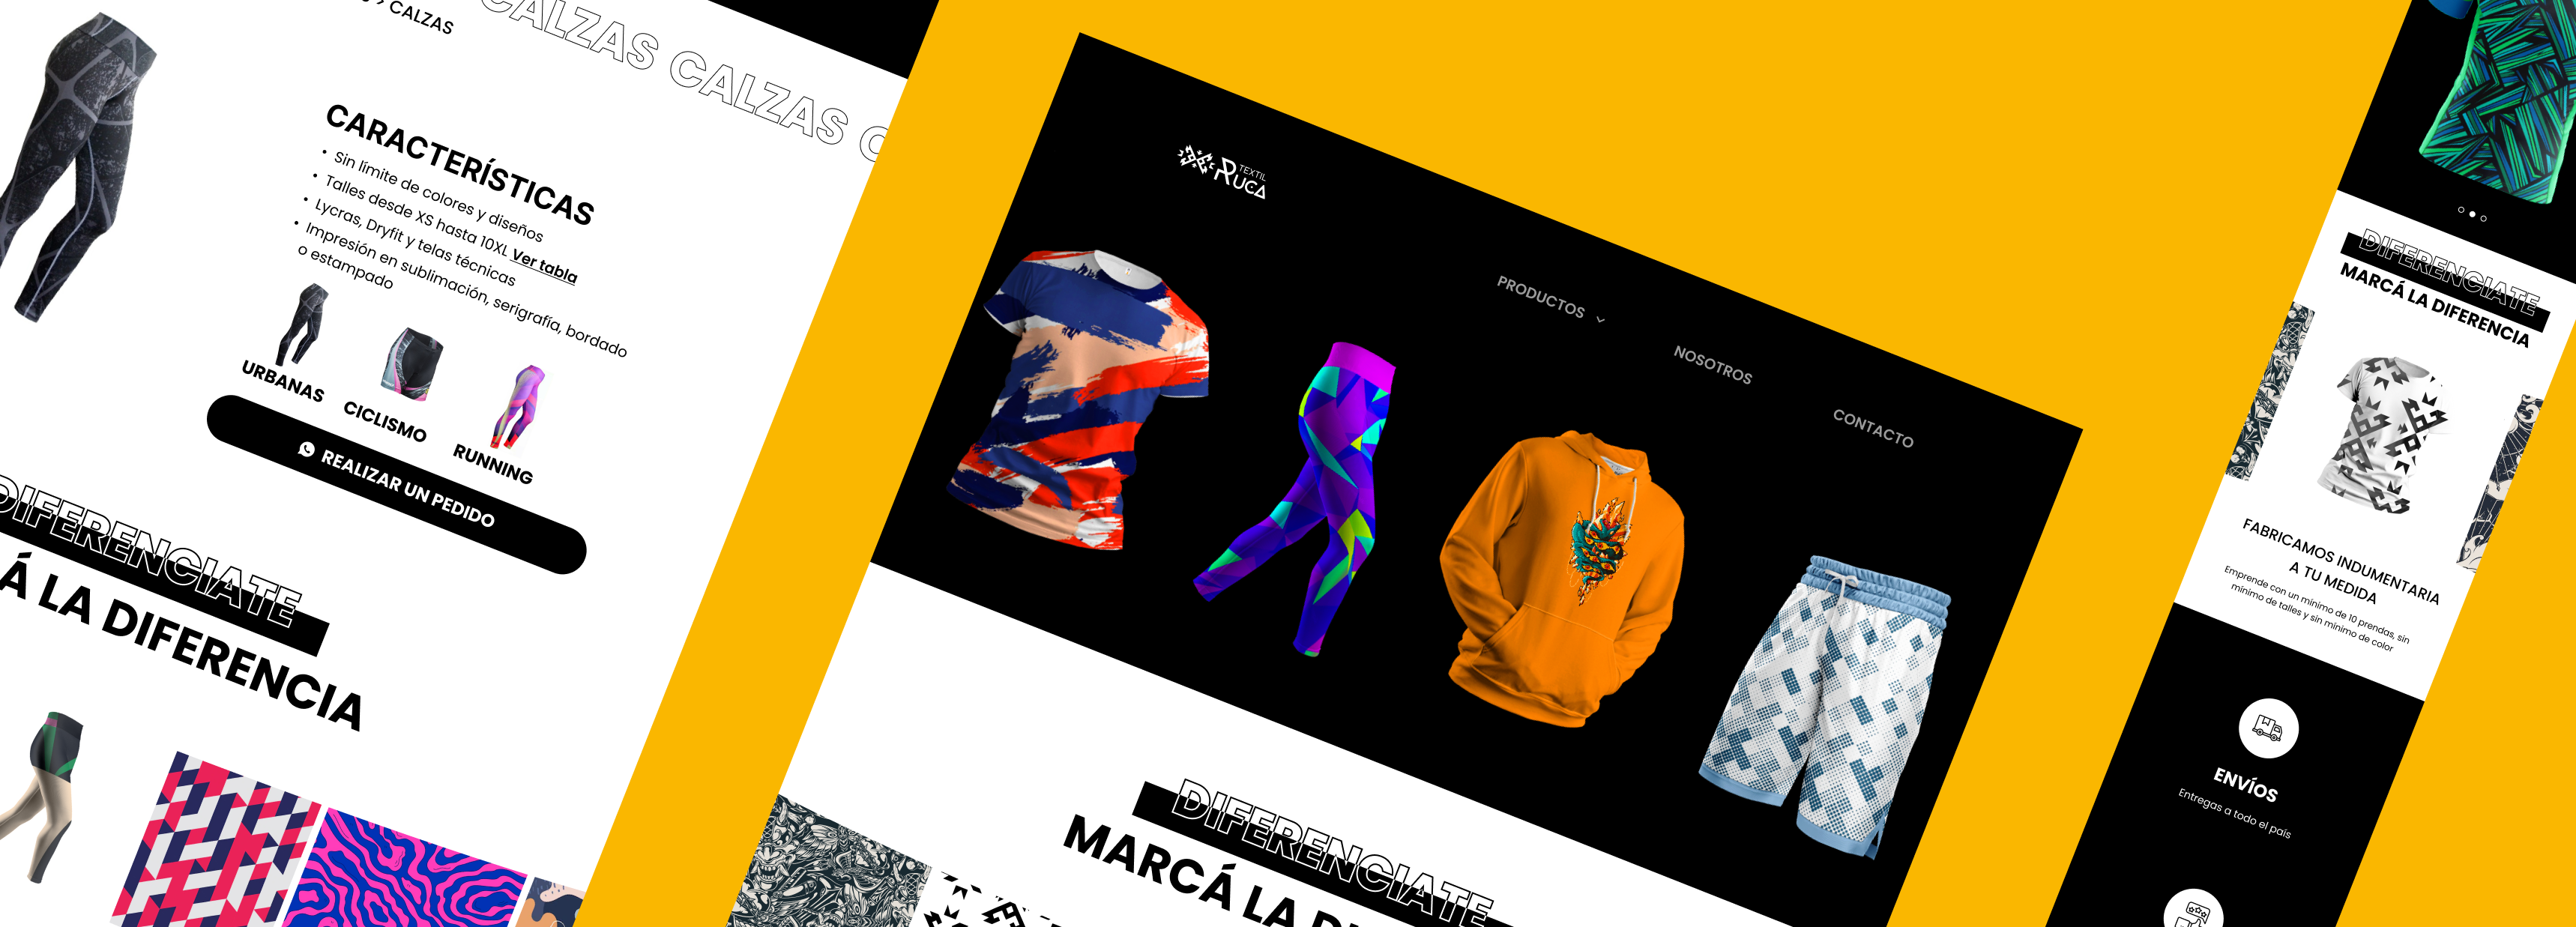 CALZAS
CALZAS CALZAS
CARACTERÍSTICAS
• Sin límite de colores y diseños
• Talles desde XS hasta 10XL Ver tabla
• Lycras, Dryfit y telas técnicas
• Impresión en sublimación, serigrafía, bordado
o estampado
URBANAS
CICLISMO
RUNNING
REALIZAR UN PEDIDO
DIFERENCIATE
Á LA DIFERENCIA
TEXTIL
RUCA
PRODUCTOS
NOSOTROS
CONTACTO
DIFERENCIATE
MARCÁ LA DI
DIFERENCIATE
MARCÁ LA DIFERENCIA
FABRICAMOS INDUMENTARIA
A TU MEDIDA
Emprende con un mínimo de 10 prendas, sin
mínimo de talles y sin mínimo de color
ENVÍOS
Entregas a todo el país